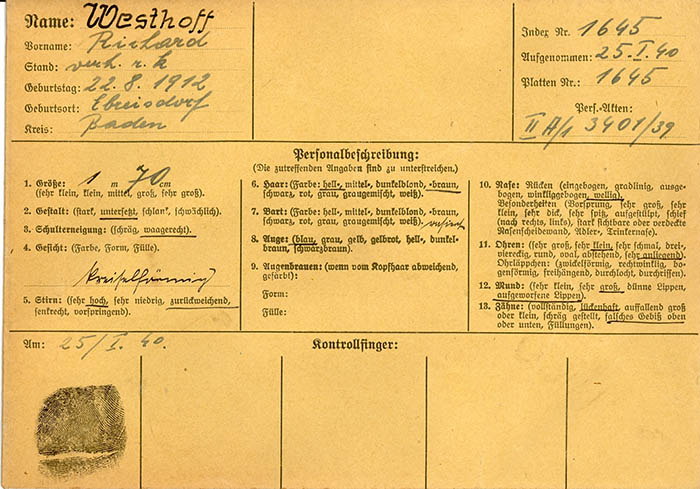 Name: Westhoff
Vorname: Richard
Stand: verh. r. k
Geburtstag: 22.8.1912
Geburtsort: Ebreisdorf
Kreis: Baden
Index Nr. 1645
Aufgenommen: 25.I.40
Platten Nr.: 1645
Pers.-Akten:
II A/1 3401/39
Personalbeschreibung:
(Die zutreffenden Angaben sind zu unterstreichen.)
1. Größe: 1 m 70 cm
(sehr klein, klein, mittel, groß, sehr groß).
2. Gestalt: (stark, untersetzt, schlank, schwächlich).
3. Schulterneigung: (schräg, waagerecht).
4. Gesicht: (Farbe, Form, Fülle).
5. Stirn: (sehr hoch, sehr niedrig, zurückweichend,
senkrecht, vorspringend).
6. Haar: (Farbe: hell-, mittel-, dunkelblond, -braun,
schwarz, rot, grau, graugemischt, weiß).
7. Bart: (Farbe: hell-, mittel-, dunkelblond, -braun,
schwarz, rot, grau, graugemischt, weiß). rasiert
8. Auge: (blau, grau, gelb, gelbrot, hell-, dunkel-
braun, schwarzbraun).
9. Augenbrauen: (wenn vom Kopfhaar abweichend,
gefärbt):
Form:
Fülle:
10. Nase: Rücken (eingebogen, gradlinig, ausge-
bogen, winkliggebogen, wellig).
Besonderheiten (Vorsprung, sehr groß, sehr
klein, sehr dick, sehr spitz, aufgestülpt, schief
(nach rechts, links), stark sichtbare oder verdeckte
Nasenscheidewand, Adler-, Trinkernase).
11. Ohren: (sehr groß, sehr klein, sehr schmal, drei-
viereckig, rund, oval, abstehend, sehr anliegend).
Ohrläppchen: (zwickelförmig, rechtwinklig, bo-
genförmig, freihängend, durchlocht, durchrissen).
12. Mund: (sehr klein, sehr groß, dünne Lippen,
aufgeworfene Lippen).
13. Zähne: (vollständig, lückenhaft, auffallend groß
oder klein, schräg gestellt, falsches Gebiß oben
oder unten, Füllungen).
Am: 25/I. 40.
Kontrollfinger: